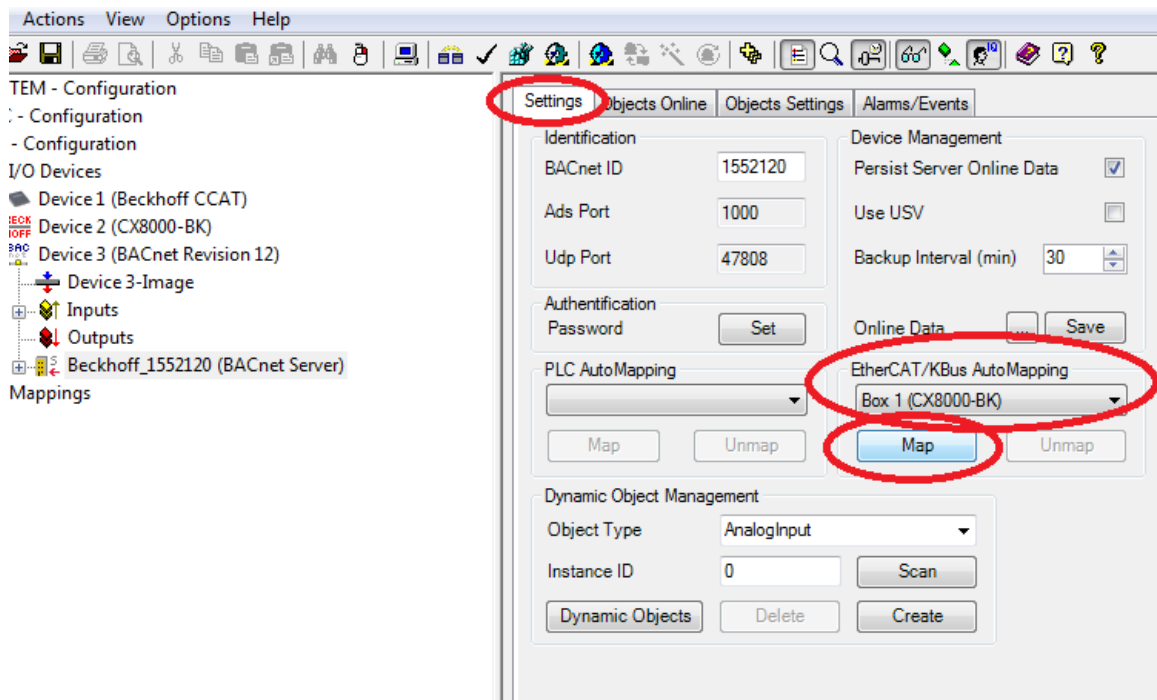 Actions View Options Help
TEM - Configuration
- Configuration
- Configuration
I/O Devices
Device 1 (Beckhoff CCAT)
Device 2 (CX8000-BK)
Device 3 (BACnet Revision 12)
Device 3-Image
Inputs
Outputs
Beckhoff_1552120 (BACnet Server)
Mappings
Settings Objects Online Objects Settings Alarms/Events
Identification
BACnet ID 1552120
Ads Port 1000
Udp Port 47808
Authentification
Password Set
Device Management
Persist Server Online Data
Use USV
Backup Interval (min) 30
Online Data ... Save
PLC AutoMapping
Map Unmap
EtherCAT/KBus AutoMapping
Box 1 (CX8000-BK)
Map Unmap
Dynamic Object Management
Object Type AnalogInput
Instance ID 0 Scan
Dynamic Objects Delete Create